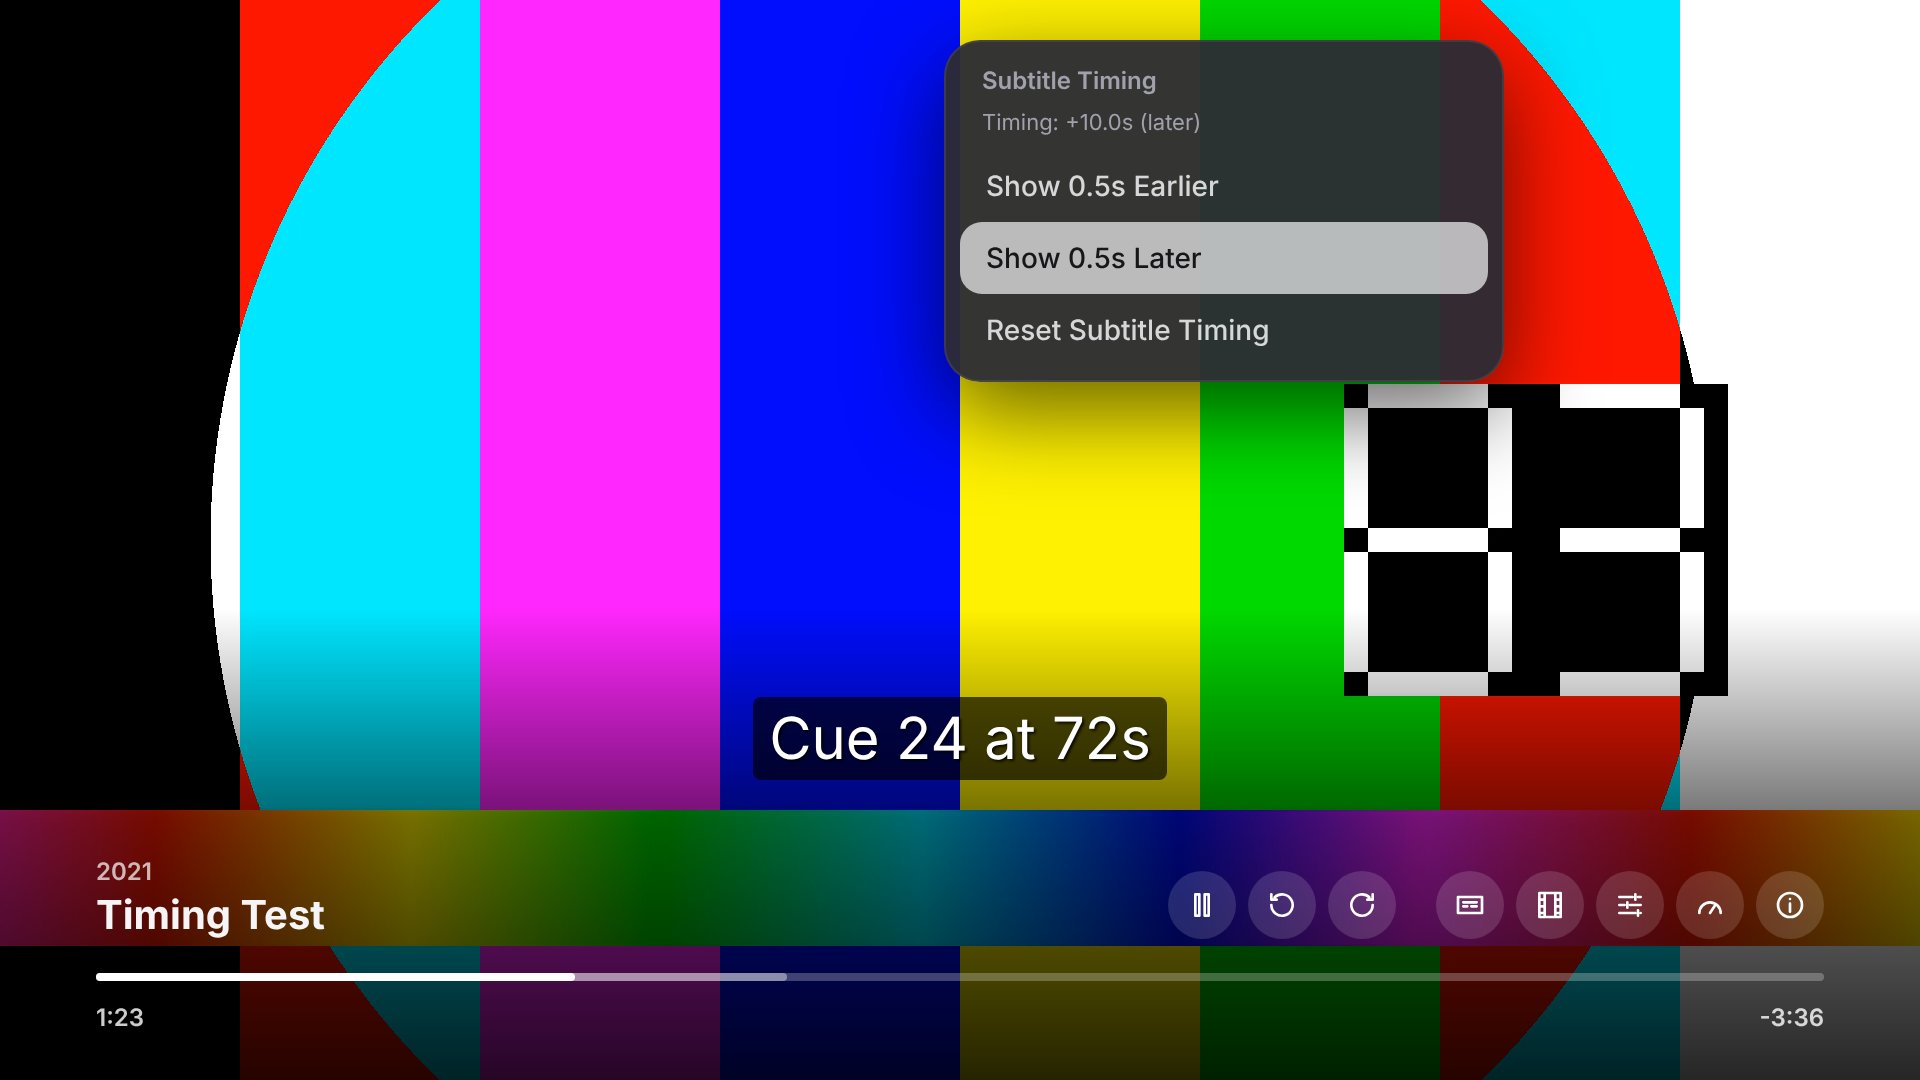 Subtitle Timing
Timing: +10.0s (later)
Show 0.5s Earlier
Show 0.5s Later
Reset Subtitle Timing
83
Cue 24 at 72s
2021
Timing Test
1:23
-3:36